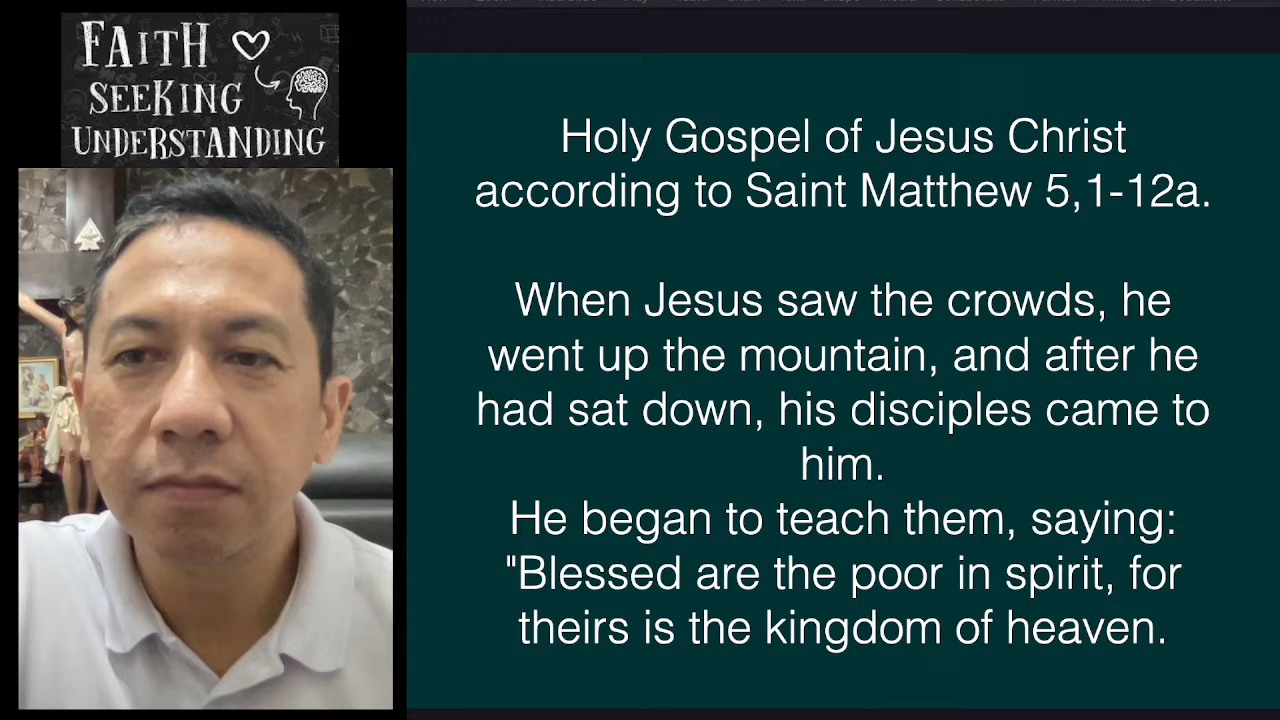 FAITH
SEEKING
UNDERSTANDING
Holy Gospel of Jesus Christ
according to Saint Matthew 5,1-12a.
When Jesus saw the crowds, he
went up the mountain, and after he
had sat down, his disciples came to
him.
He began to teach them, saying:
"Blessed are the poor in spirit, for
theirs is the kingdom of heaven.